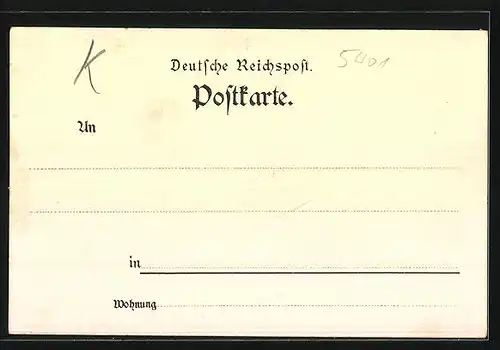 K
5401
Deutsche Reichspost.
Postkarte.
An
in
Wohnung